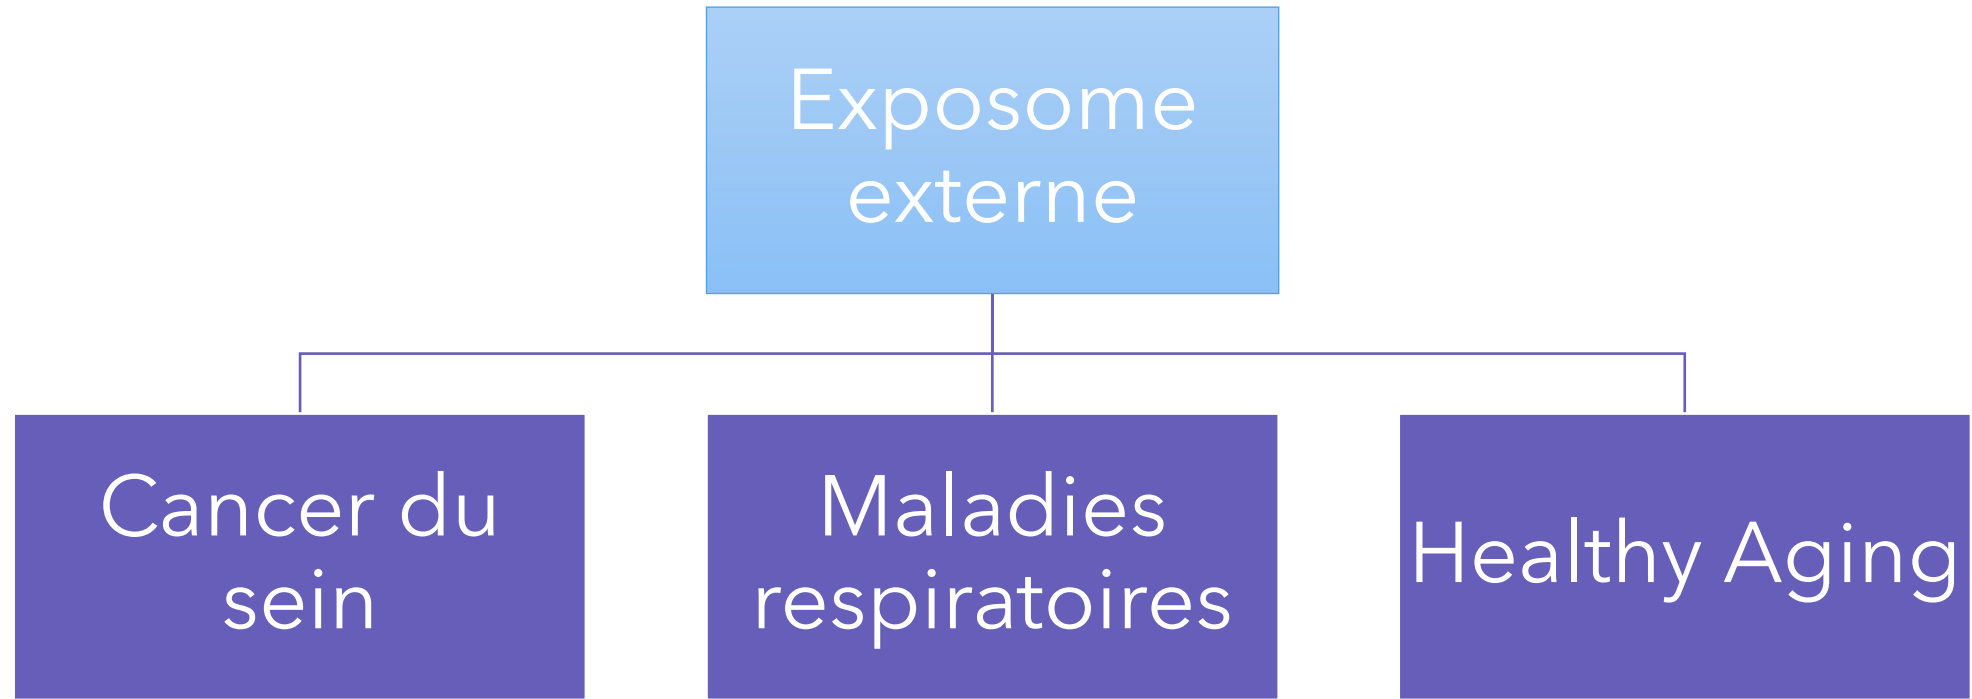 Exposome
externe
Cancer du
sein
Maladies
respiratoires
Healthy Aging